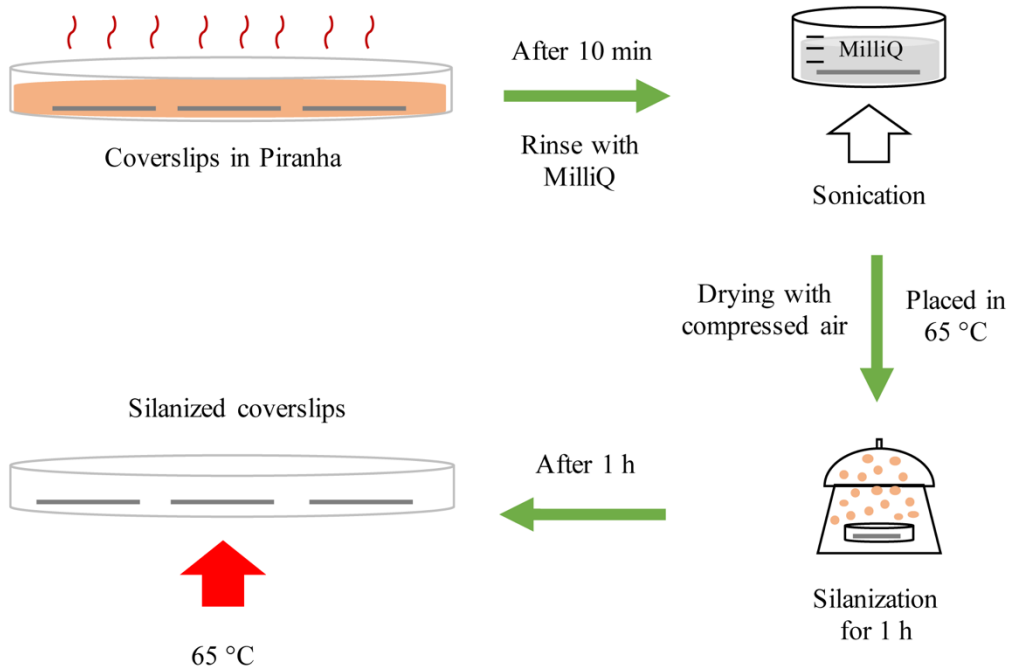 Coverslips in Piranha
After 10 min
Rinse with
MilliQ
MilliQ
Sonication
Drying with
compressed air
Placed in
65 °C
Silanization
for 1 h
After 1 h
Silanized coverslips
65 °C